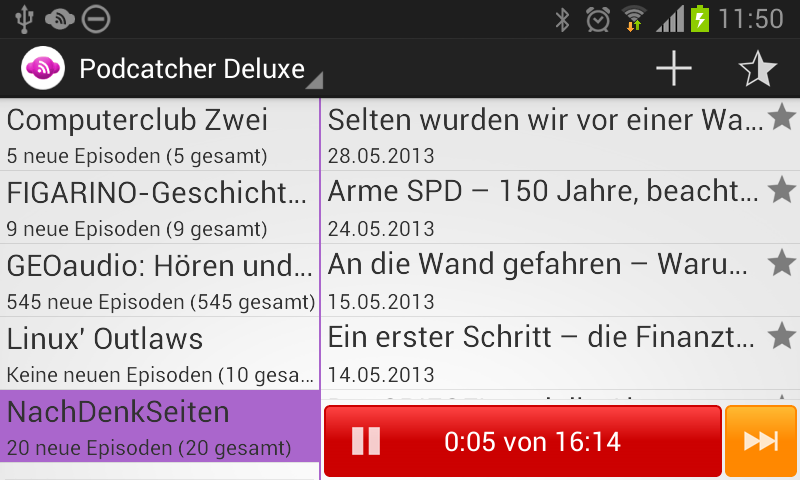 11:50
Podcatcher Deluxe
Computerclub Zwei
5 neue Episoden (5 gesamt)
FIGARINO-Geschicht...
9 neue Episoden (9 gesamt)
GEOaudio: Hören und...
545 neue Episoden (545 gesamt)
Linux' Outlaws
Keine neuen Episoden (10 gesa...
NachDenkSeiten
20 neue Episoden (20 gesamt)
Selten wurden wir vor einer Wa...
28.05.2013
Arme SPD – 150 Jahre, beacht...
24.05.2013
An die Wand gefahren – Waru...
15.05.2013
Ein erster Schritt – die Finanzt...
14.05.2013
0:05 von 16:14